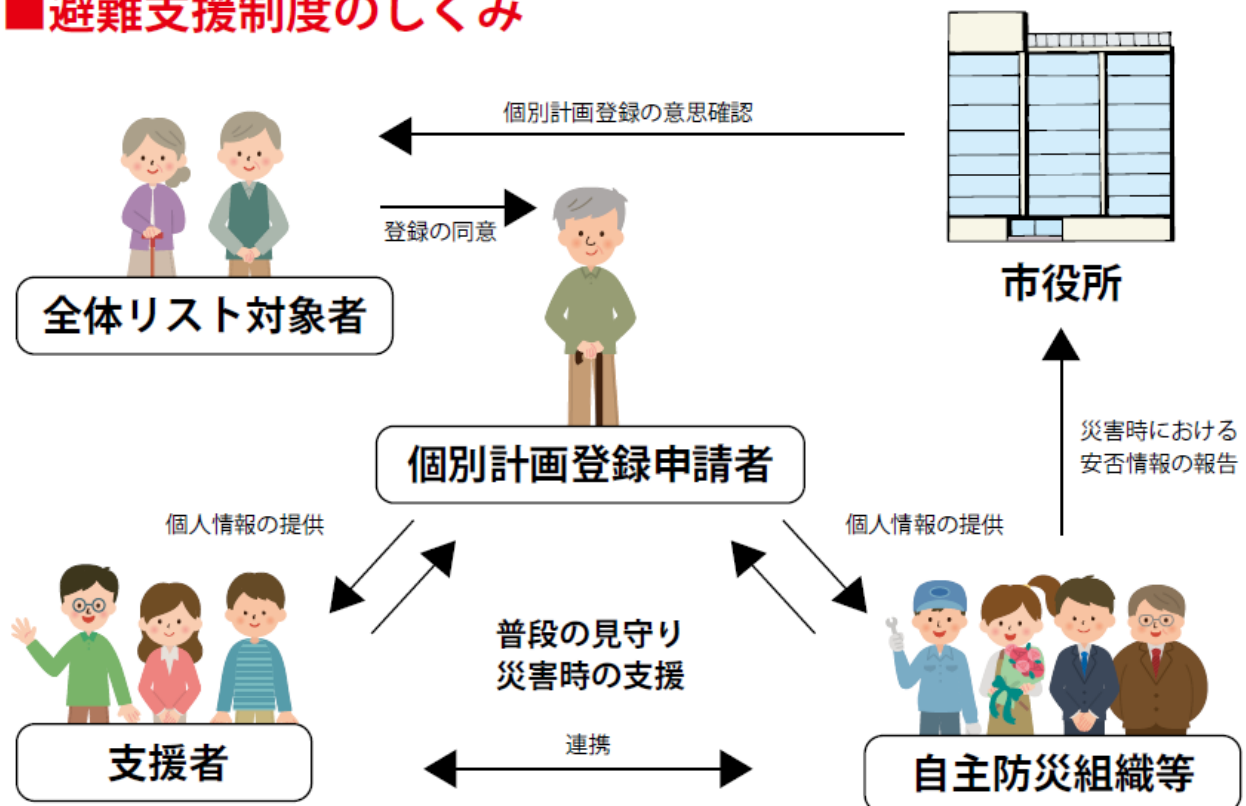 ■避難支援制度のしくみ
個別計画登録の意思確認
登録の同意
全体リスト対象者
市役所
個別計画登録申請者
災害時における
安否情報の報告
個人情報の提供
個人情報の提供
普段の見守り
災害時の支援
連携
支援者
自主防災組織等